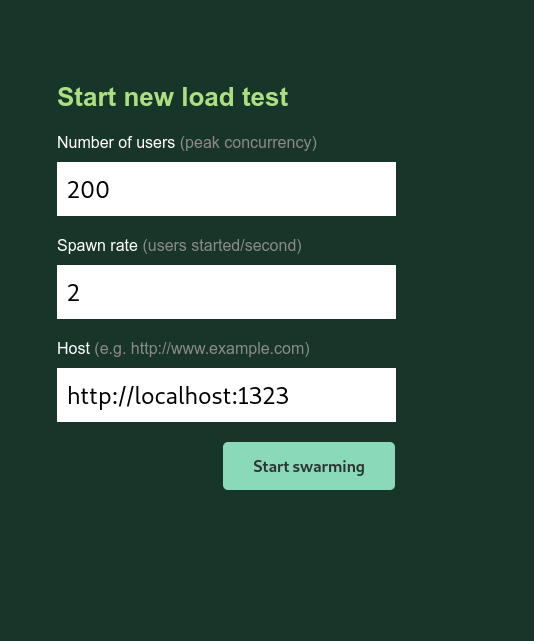 Start new load test
Number of users (peak concurrency)
200
Spawn rate (users started/second)
2
Host (e.g. http://www.example.com)
http://localhost:1323
Start swarming